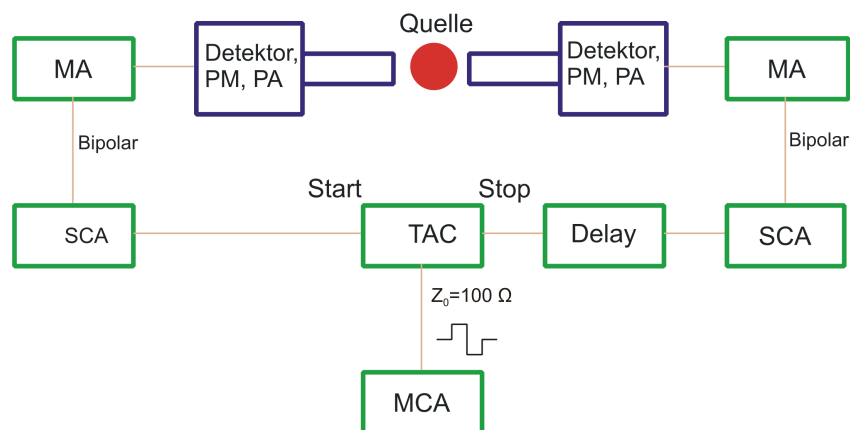 Quelle
MA
Detektor,
PM, PA
Detektor,
PM, PA
MA
Bipolar
Bipolar
Start
Stop
SCA
TAC
Delay
SCA
Z₀=100 Ω
MCA